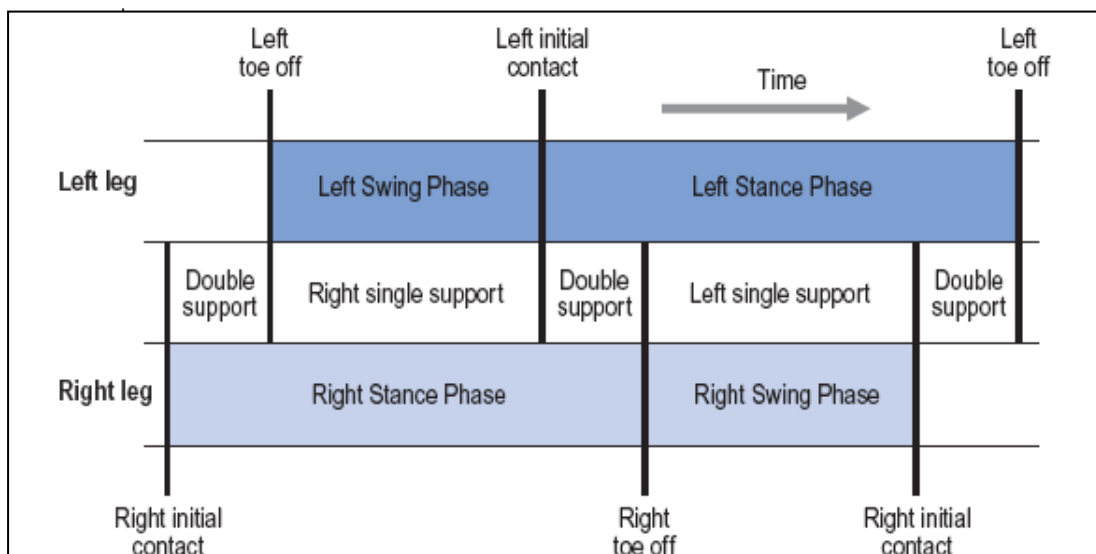 Left
toe off
Left initial
contact
Left
toe off
Time
Left leg
Left Swing Phase
Left Stance Phase
Double
support
Right single support
Double
support
Left single support
Double
support
Right leg
Right Stance Phase
Right Swing Phase
Right initial
contact
Right
toe off
Right initial
contact